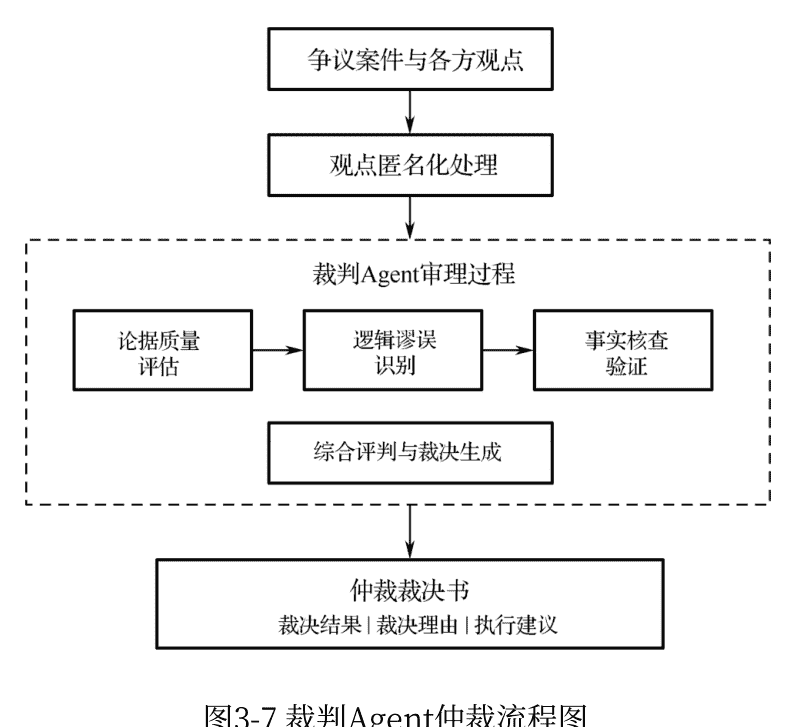 争议案件与各方观点
观点匿名化处理
裁判Agent审理过程
论据质量
评估
逻辑谬误
识别
事实核查
验证
综合评判与裁决生成
仲裁裁决书
裁决结果 | 裁决理由 | 执行建议
图3-7 裁判Agent仲裁流程图